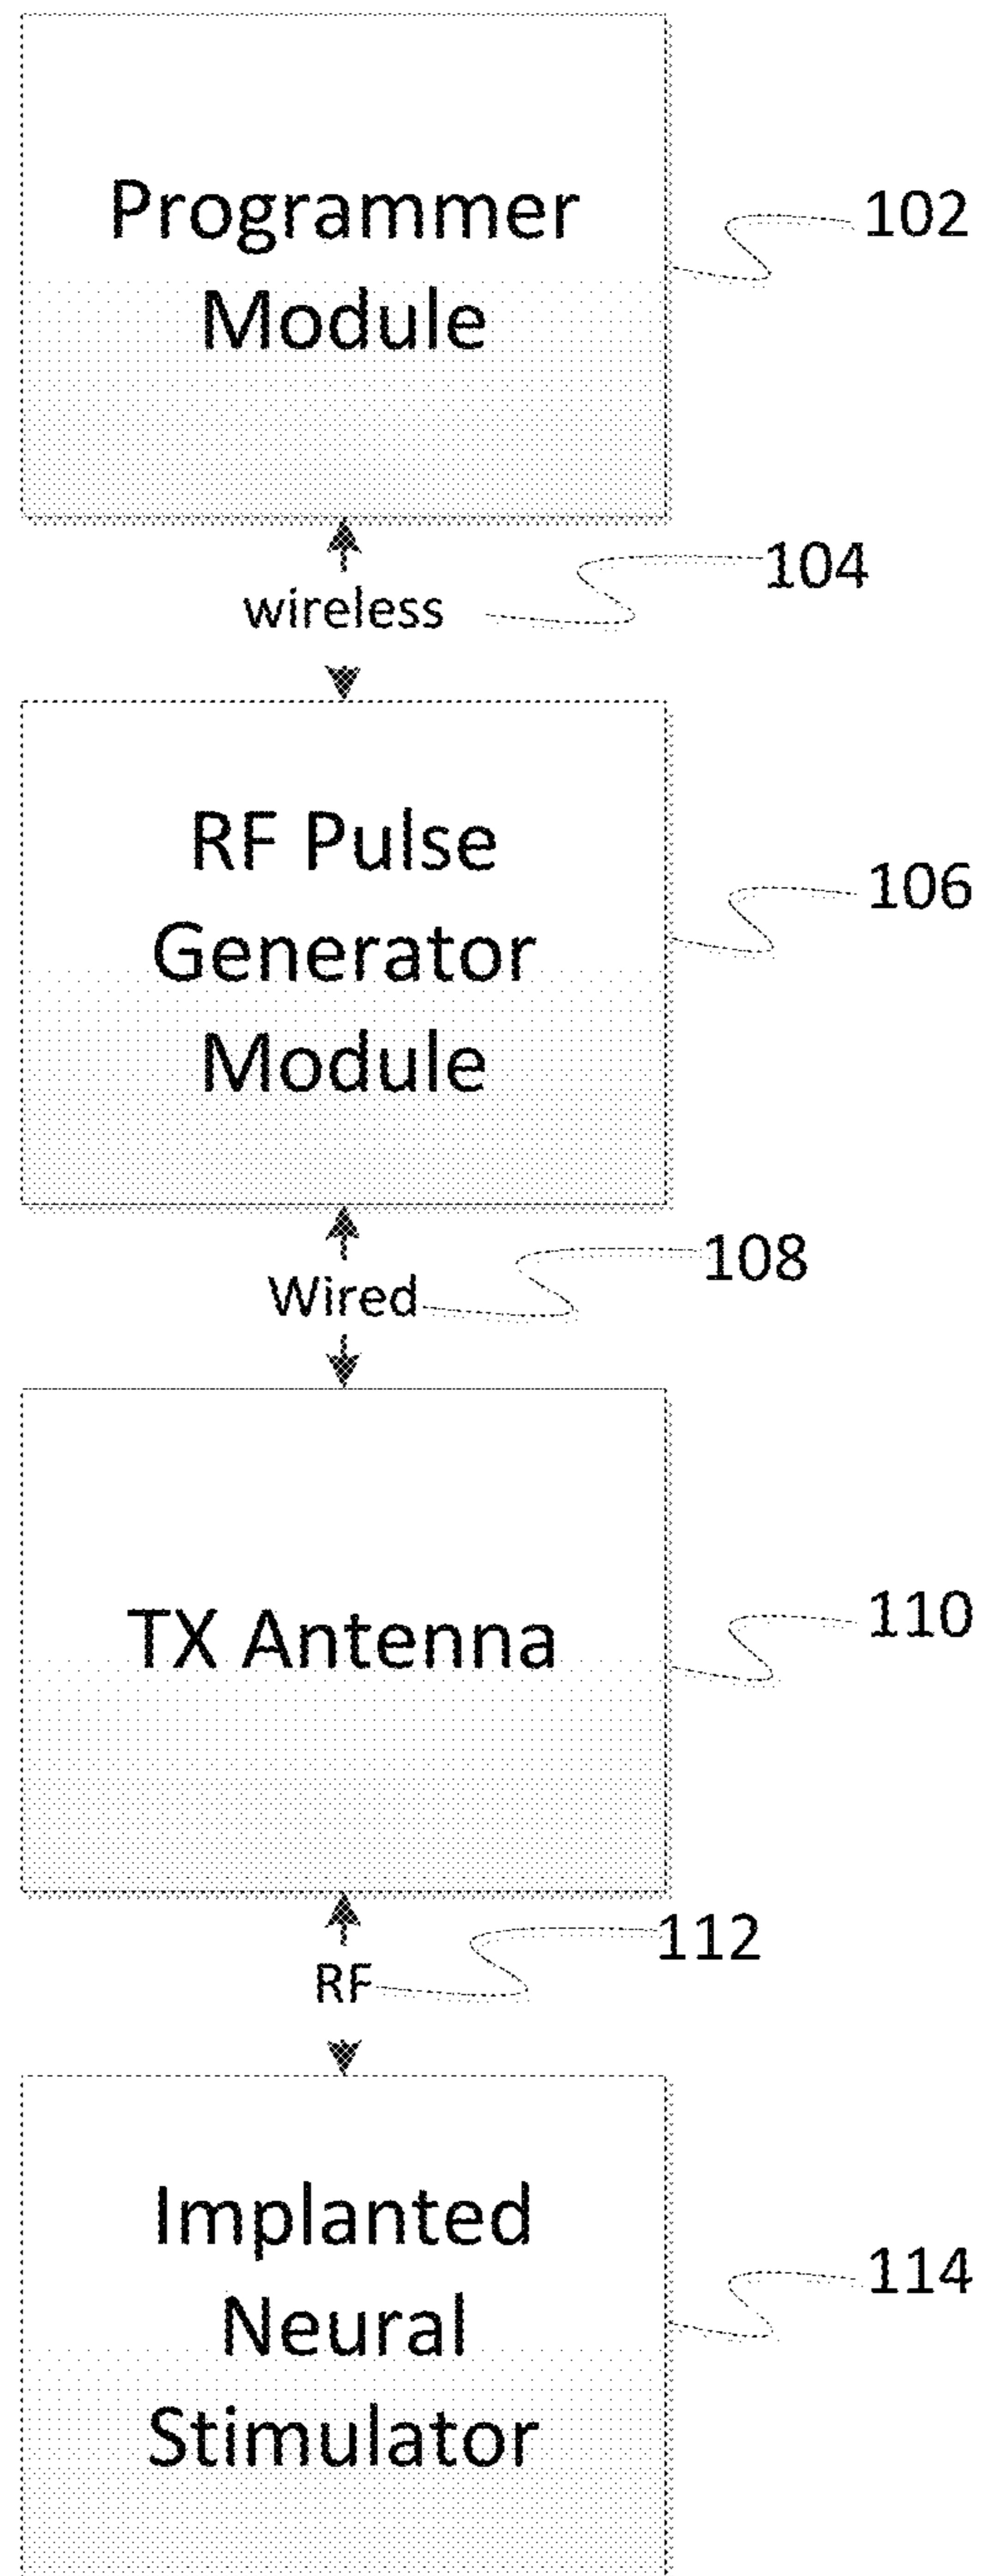 Programmer
Module
102
wireless
104
RF Pulse
Generator
Module
106
Wired
108
TX Antenna
110
RF
112
Implanted
Neural
Stimulator
114